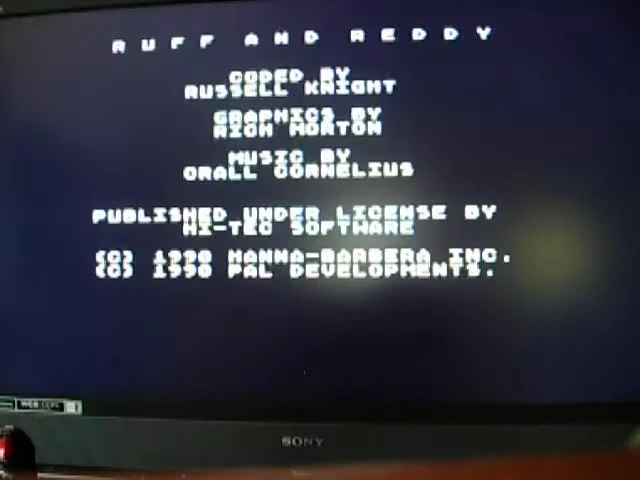 RUFF AND REDDY
CODED BY
RUSSELL KNIGHT
GRAPHICS BY
RICH MORTON
MUSIC BY
ORALL CORNELIUS
PUBLISHED UNDER LICENSE BY
HI-TEC SOFTWARE
(C) 1990 HANNA-BARBERA INC.
(C) 1990 PAL DEVELOPMENTS.
SONY